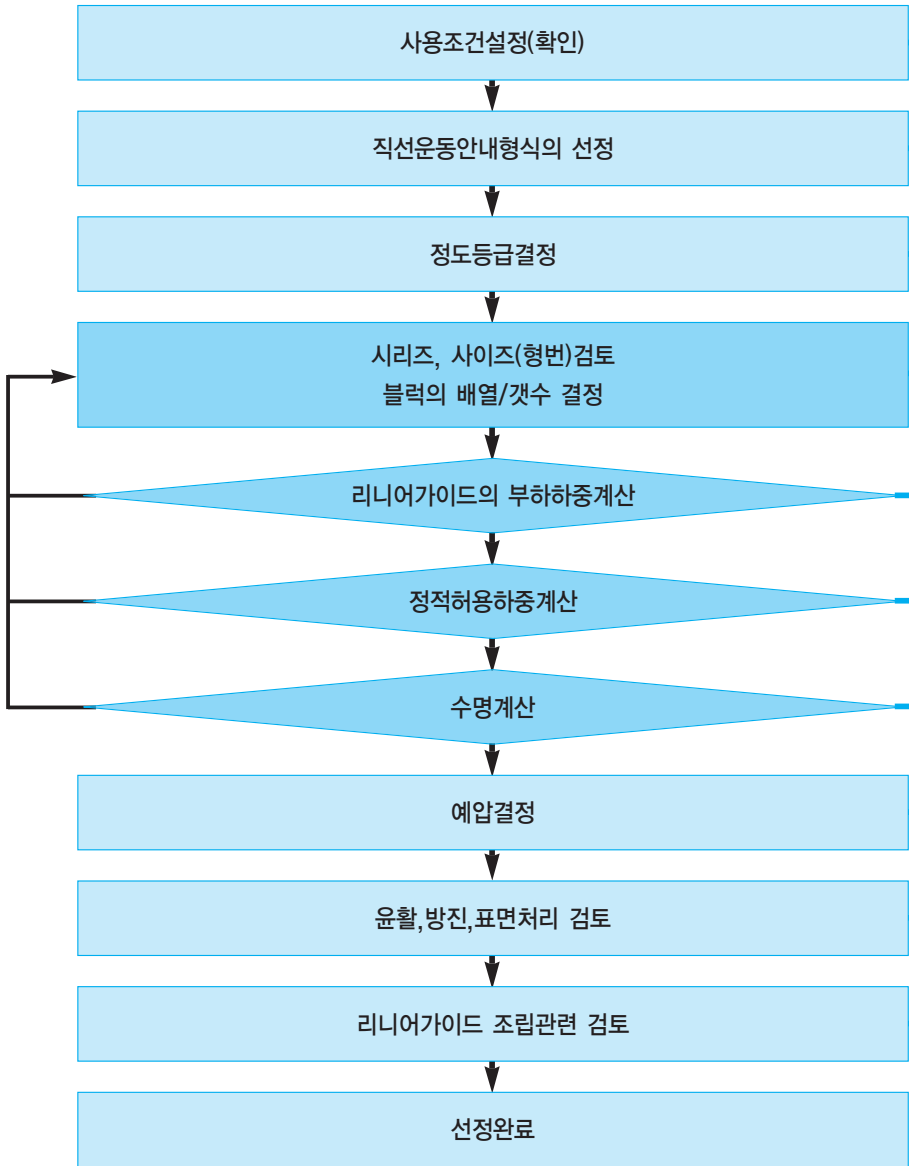 사용조건설정(확인)
직선운동안내형식의 선정
정도등급결정
시리즈, 사이즈(형번)검토
블럭의 배열/갯수 결정
리니어가이드의 부하하중계산
정적허용하중계산
수명계산
예압결정
윤활,방진,표면처리 검토
리니어가이드 조립관련 검토
선정완료